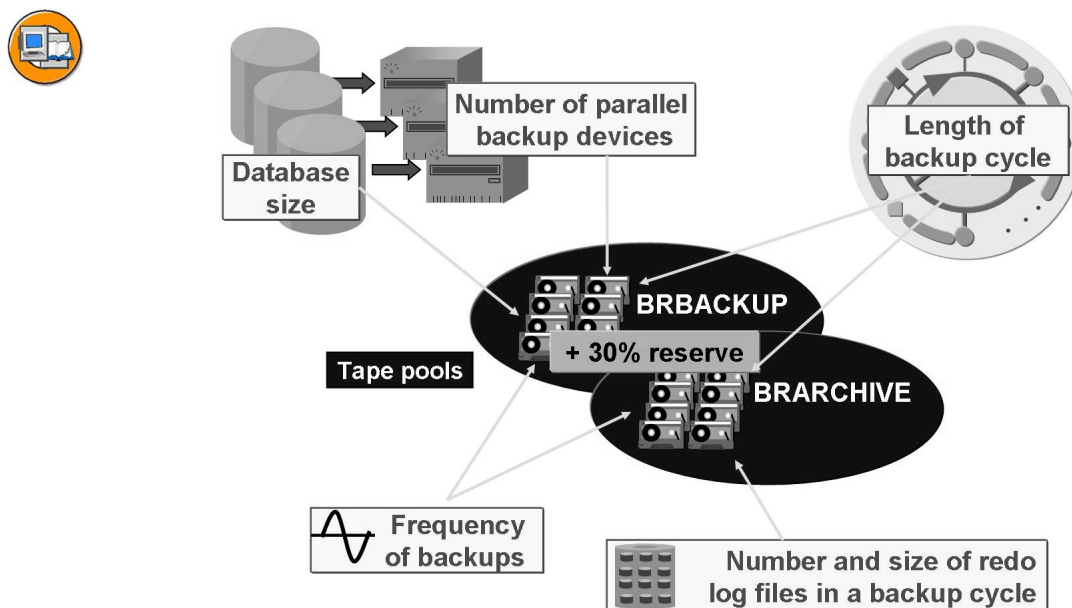 Number of parallel
backup devices
Length of
backup cycle
Database
size
BRBACKUP
+ 30% reserve
Tape pools
BRARCHIVE
Frequency
of backups
Number and size of redo
log files in a backup cycle